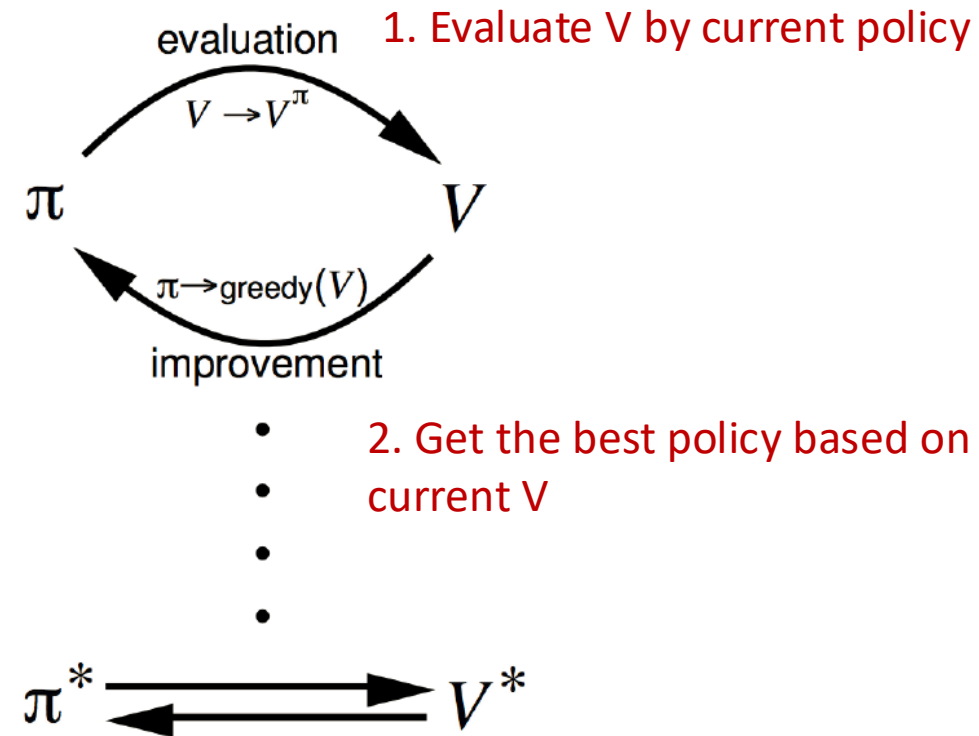 evaluation
1. Evaluate V by current policy
V → V^π
π
V
π→greedy(V)
improvement
2. Get the best policy based on
current V
π*
V*